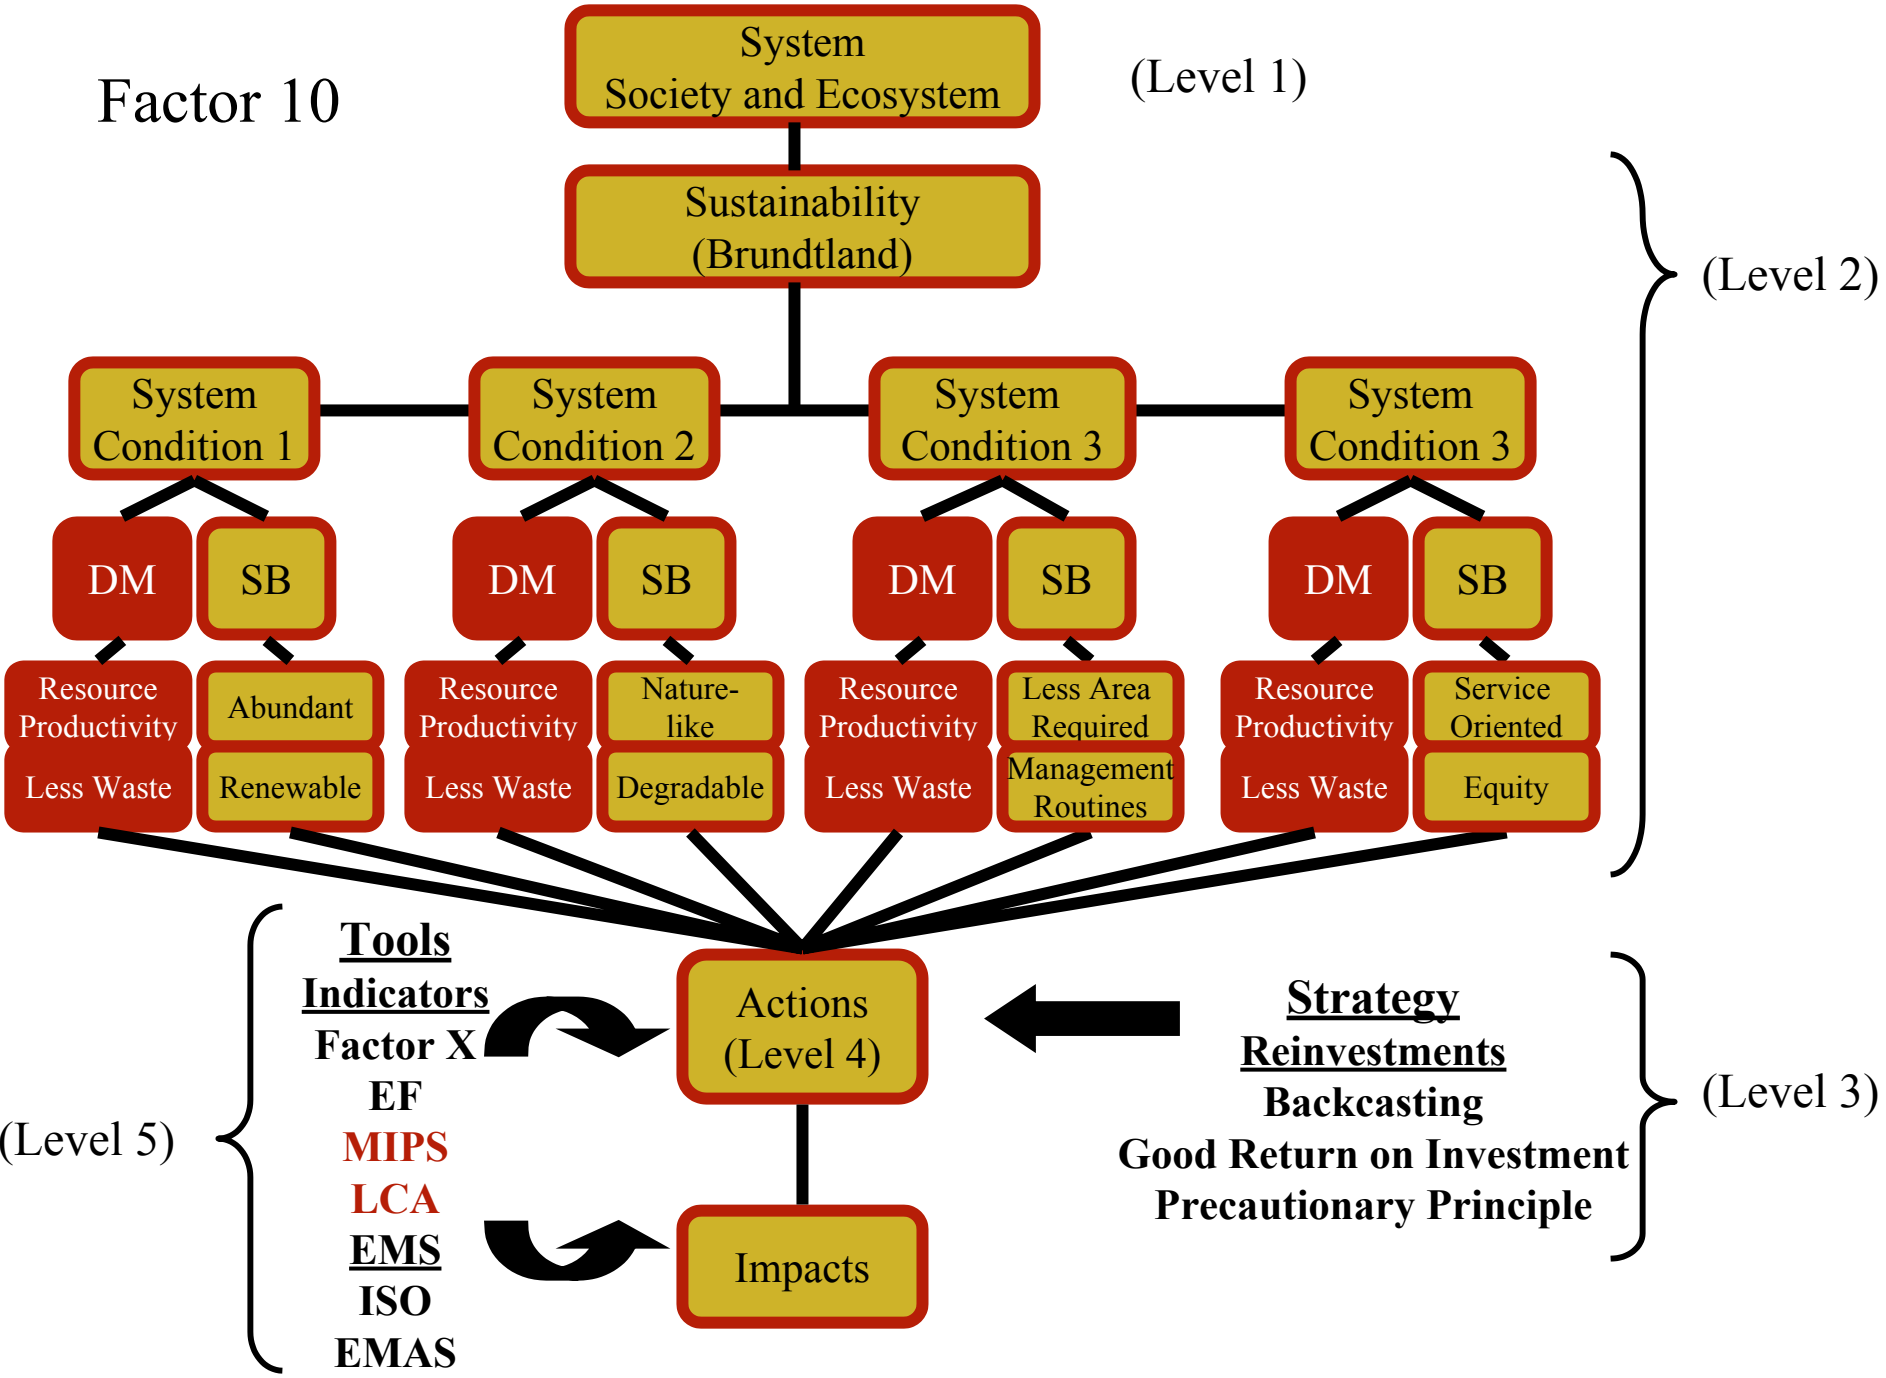 Factor 10
System
Society and Ecosystem
(Level 1)
Sustainability
(Brundtland)
(Level 2)
System
Condition 1
System
Condition 2
System
Condition 3
System
Condition 3
DM
SB
DM
SB
DM
SB
DM
SB
Resource
Productivity
Abundant
Resource
Productivity
Nature-
like
Resource
Productivity
Less Area
Required
Resource
Productivity
Service
Oriented
Less Waste
Renewable
Less Waste
Degradable
Less Waste
Management
Routines
Less Waste
Equity
(Level 5)
Tools
Indicators
Factor X
EF
MIPS
LCA
EMS
ISO
EMAS
Actions
(Level 4)
Impacts
Strategy
Reinvestments
Backcasting
Good Return on Investment
Precautionary Principle
(Level 3)